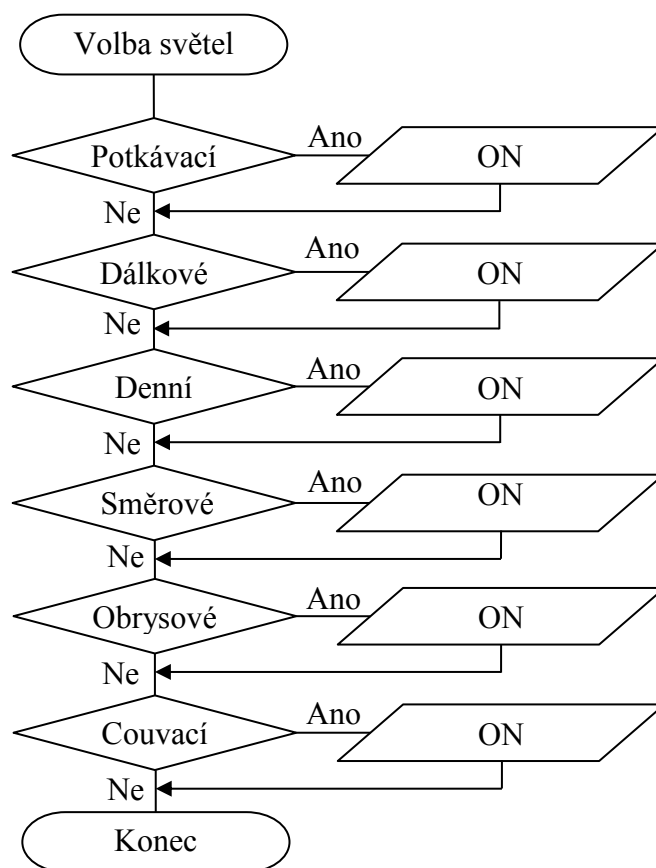 Volba světel
Ano
Potkávací
ON
Ne
Ano
Dálkové
ON
Ne
Ano
Denní
ON
Ne
Ano
Směrové
ON
Ne
Ano
Obrysové
ON
Ne
Ano
Couvací
ON
Ne
Konec